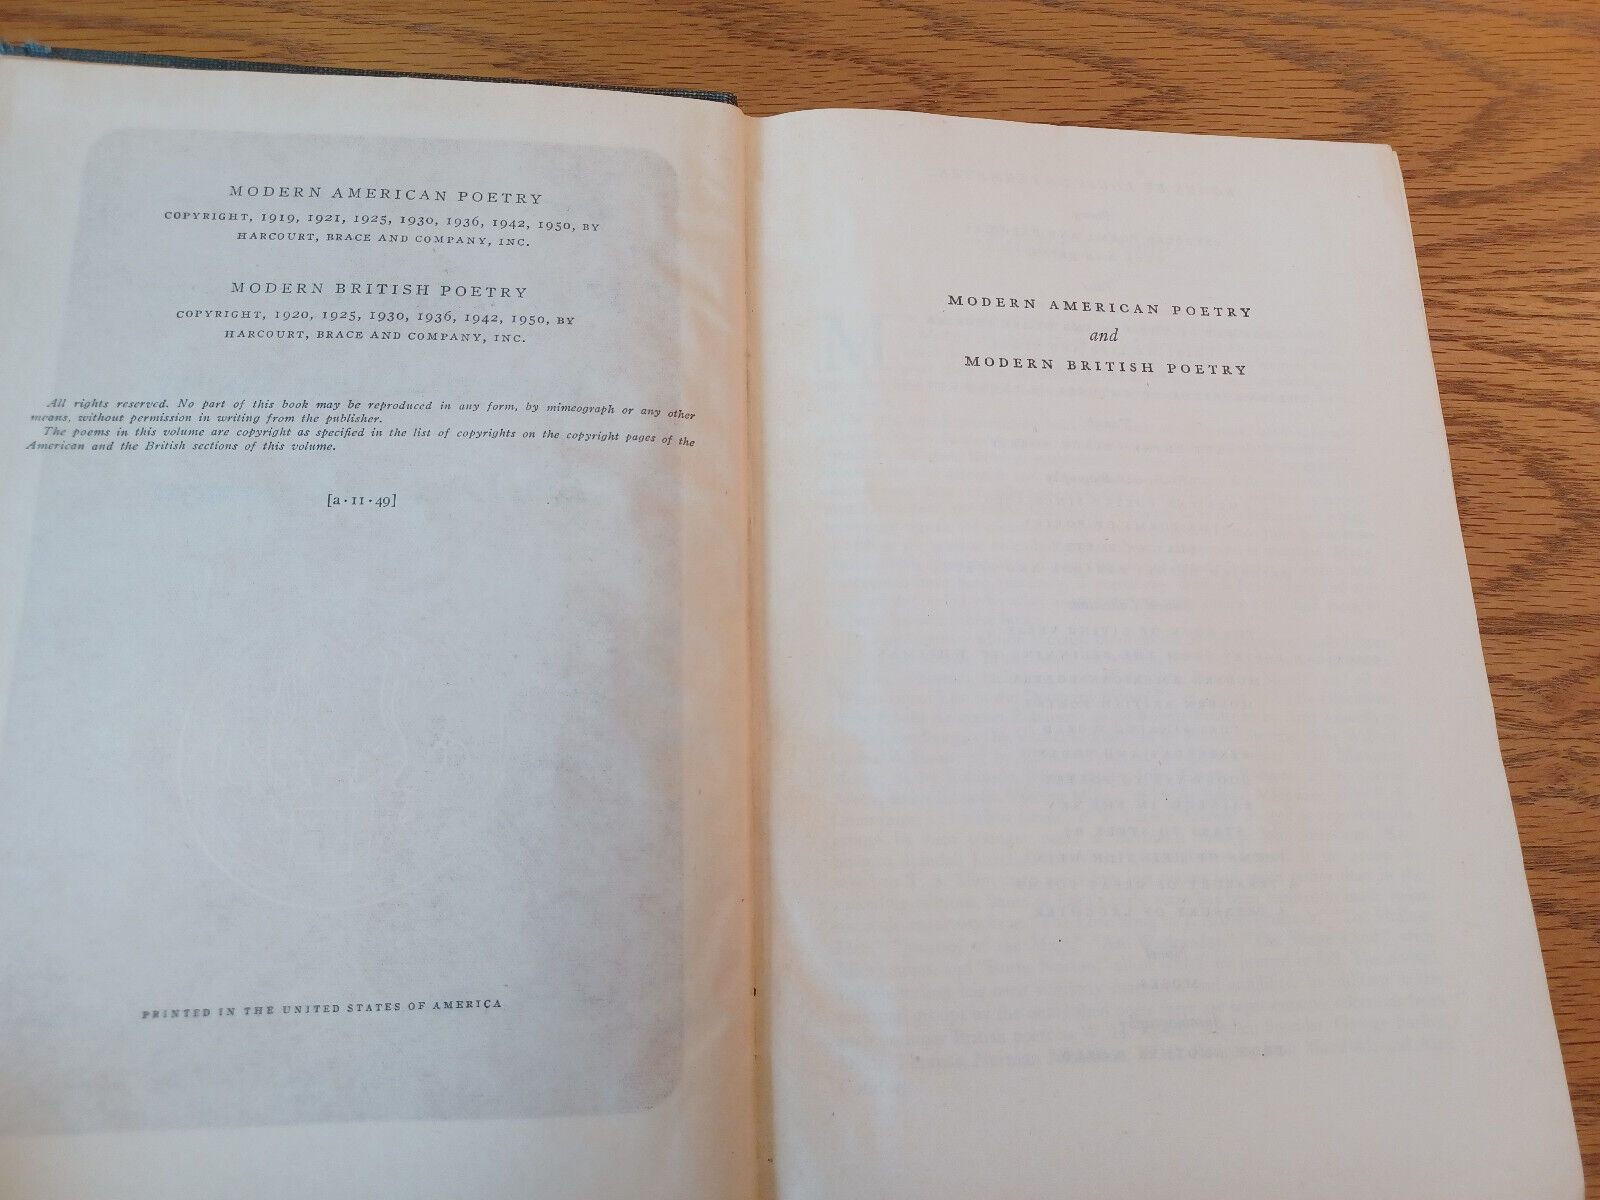 MODERN AMERICAN POETRY
COPYRIGHT, 1919, 1921, 1925, 1930, 1936, 1942, 1950, BY
HARCOURT, BRACE AND COMPANY, INC.
MODERN BRITISH POETRY
COPYRIGHT, 1920, 1925, 1930, 1936, 1942, 1950, BY
HARCOURT, BRACE AND COMPANY, INC.
All rights reserved. No part of this book may be reproduced in any form, by mimeograph or any other
means, without permission in writing from the publisher.
The poems in this volume are copyright as specified in the list of copyrights on the copyright pages of the
American and the British sections of this volume.
[a·11·49]
PRINTED IN THE UNITED STATES OF AMERICA
MODERN AMERICAN POETRY
and
MODERN BRITISH POETRY